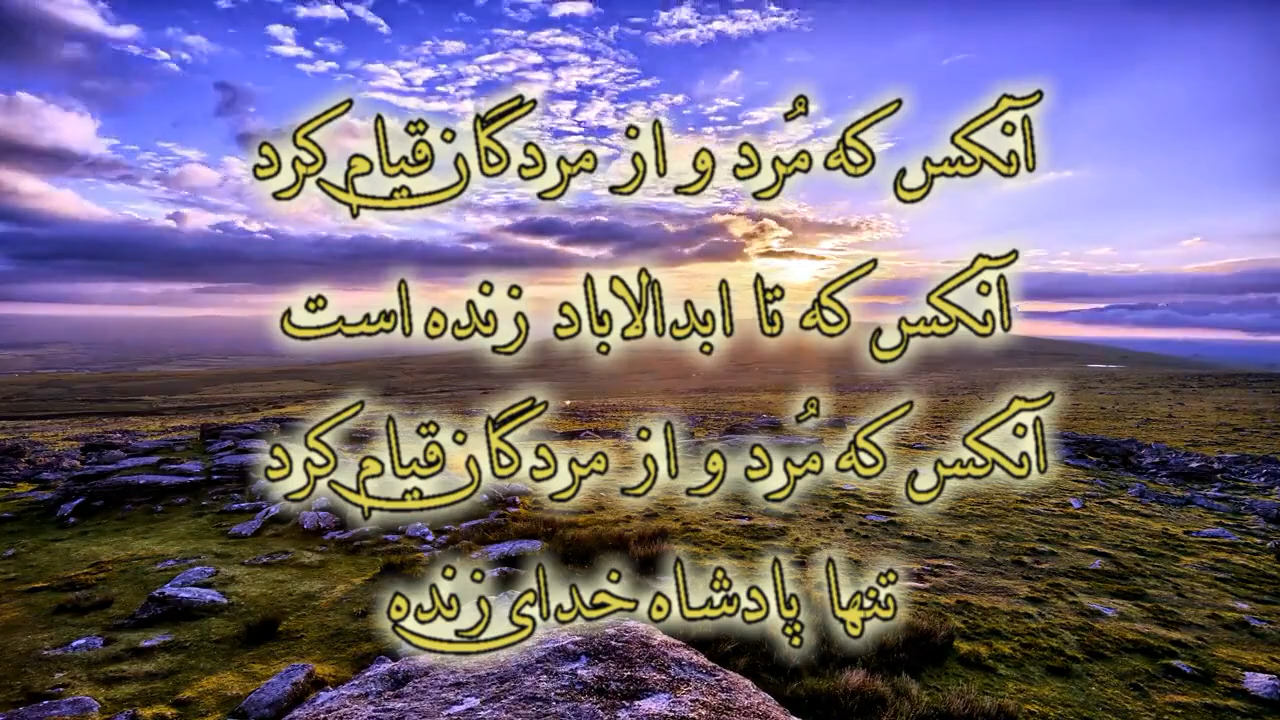 آنکس که مُرد و از مردگان قیام کرد
آنکس که تا ابدالاباد زنده است
آنکس که مُرد و از مردگان قیام کرد
تنها پادشاه خدای زنده